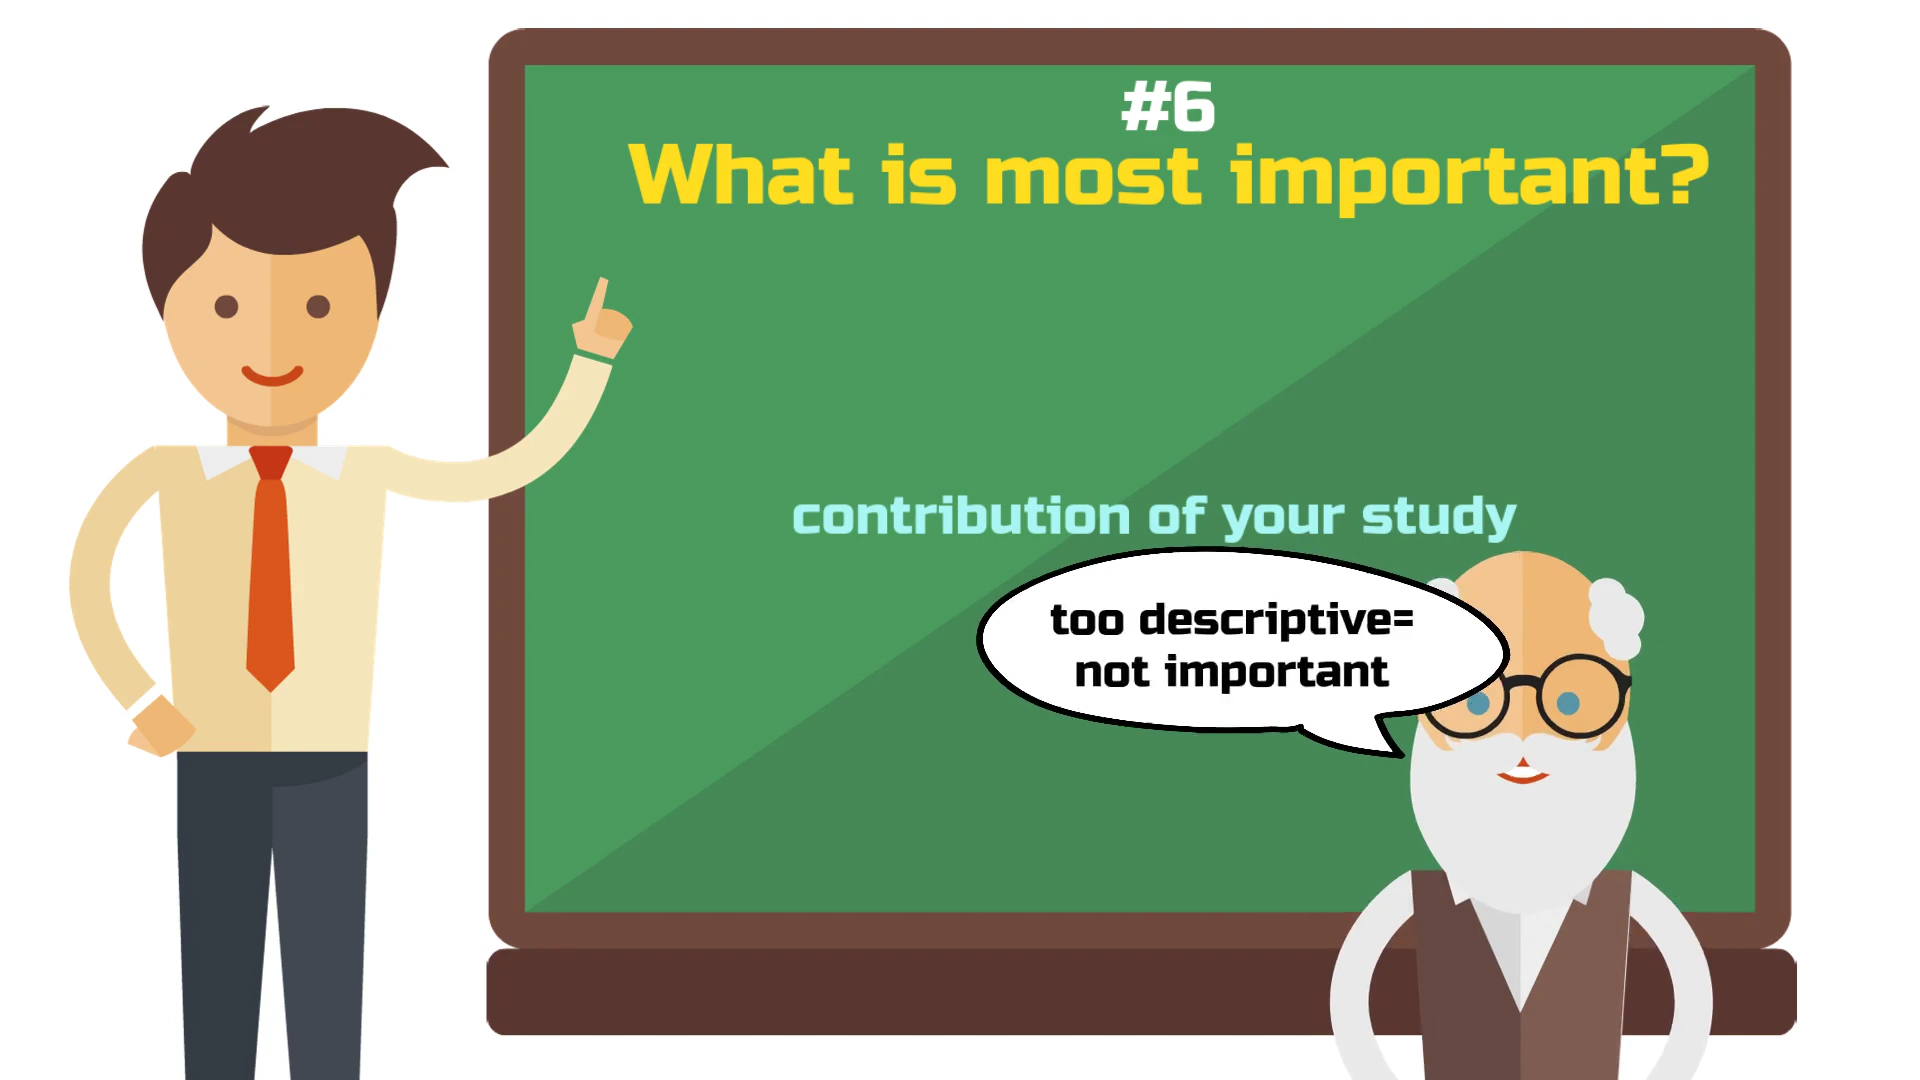 #6
What is most important?
contribution of your study
too descriptive=
not important